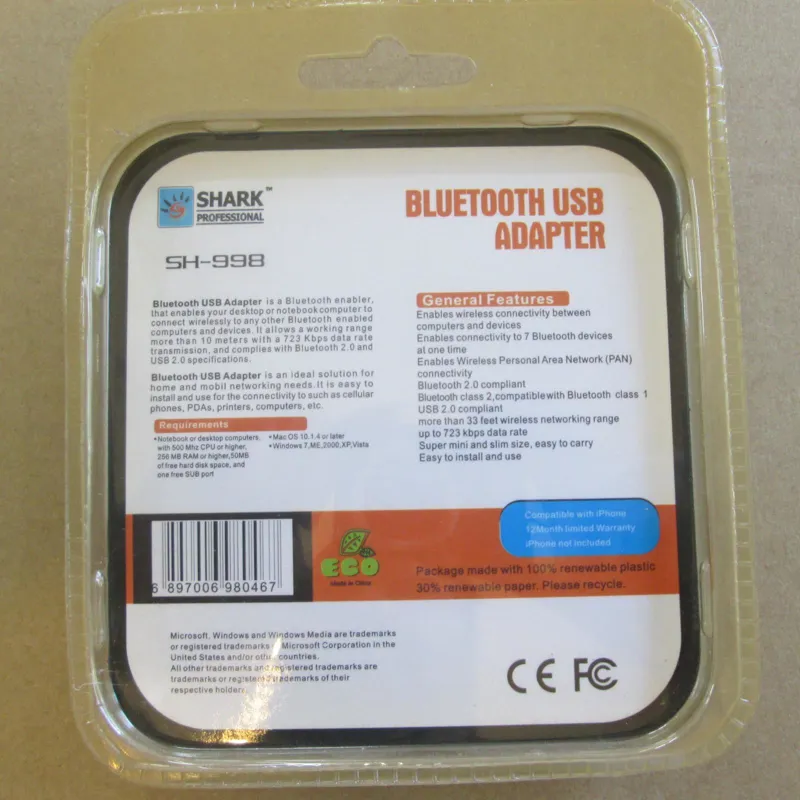 SHARK™
PROFESSIONAL
SH-998
BLUETOOTH USB
ADAPTER
Bluetooth USB Adapter is a Bluetooth enabler,
that enables your desktop or notebook computer to
connect wirelessly to any other Bluetooth enabled
computers and devices. It allows a working range
more than 10 meters with a 723 Kbps data rate
transmission, and complies with Bluetooth 2.0 and
USB 2.0 specifications.
Bluetooth USB Adapter is an ideal solution for
home and mobil networking needs. It is easy to
install and use for the connectivity to such as cellular
phones, PDAs, printers, computers, etc.
Requirements
•Notebook or desktop computers,
with 500 Mhz CPU or higher,
256 MB RAM or higher,50MB
of free hard disk space, and
one free SUB port
•Mac OS 10.1.4 or later
•Windows 7,ME,2000,XP,Vista
General Features
Enables wireless connectivity between
computers and devices
Enables connectivity to 7 Bluetooth devices
at one time
Enables Wireless Personal Area Network (PAN)
connectivity
Bluetooth 2.0 compliant
Bluetooth class 2,compatible with Bluetooth class 1
USB 2.0 compliant
more than 33 feet wireless networking range
up to 723 kbps data rate
Super mini and slim size, easy to carry
Easy to install and use
6 897006 980467
ECO
Made in China
Compatible with iPhone
12Month limited Warranty
iPhone not included
Package made with 100% renewable plastic
30% renewable paper. Please recycle.
Microsoft, Windows and Windows Media are trademarks
or registered trademarks of Microsoft Corporation in the
United States and/or other countries.
All other trademarks and registered trademarks are
trademarks or registered trademarks of their
respective holders.
CE FC